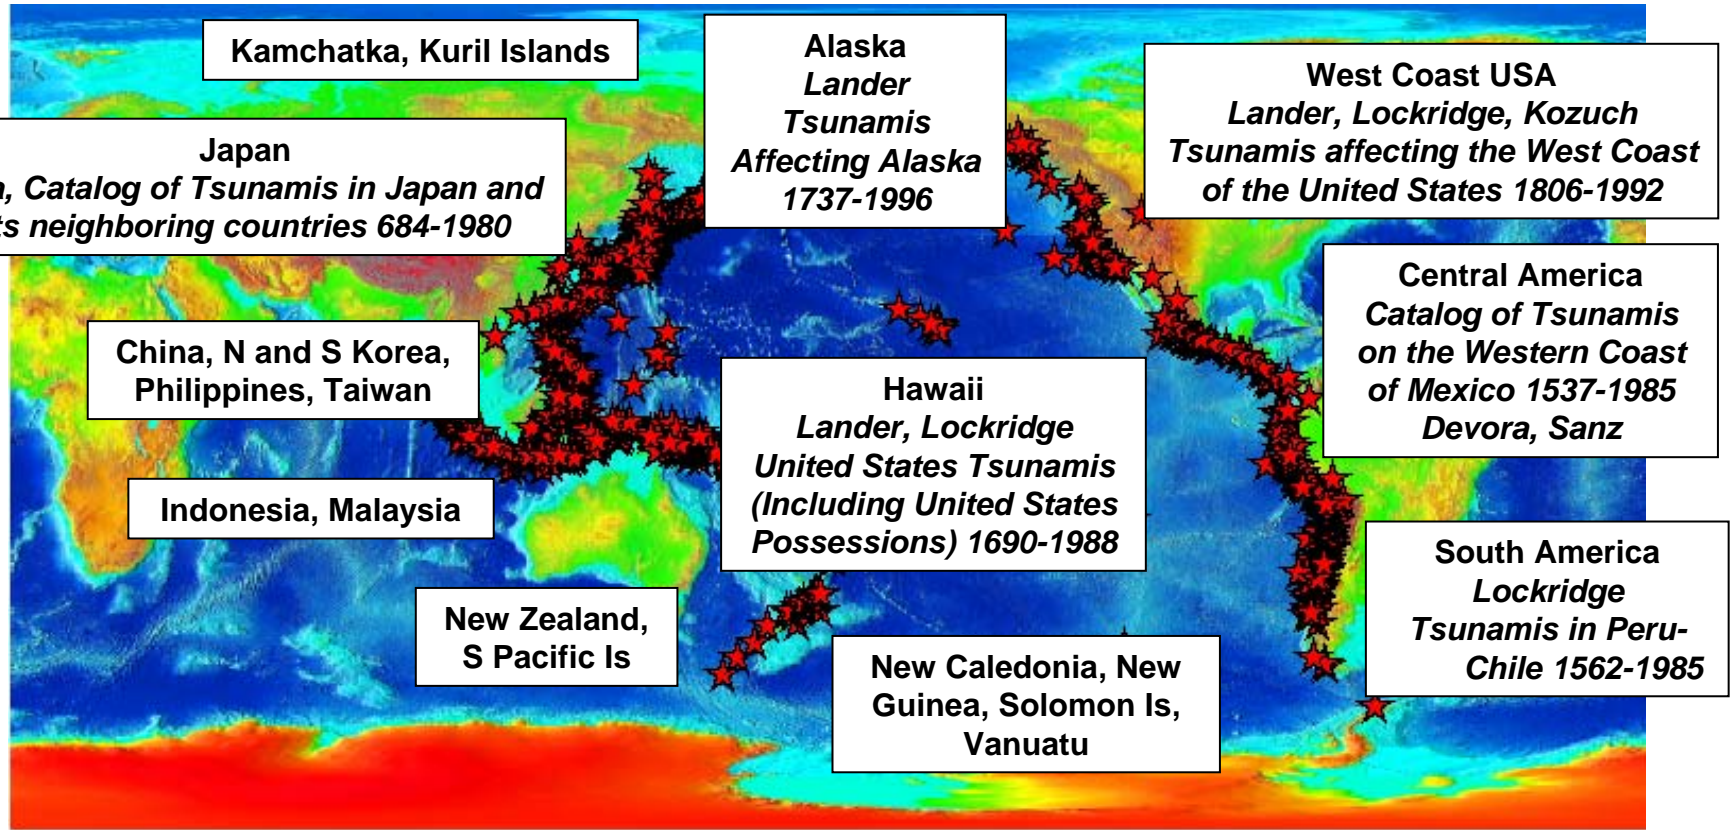 Kamchatka, Kuril Islands
Alaska
Lander
Tsunamis
Affecting Alaska
1737-1996
West Coast USA
Lander, Lockridge, Kozuch
Tsunamis affecting the West Coast
of the United States 1806-1992
Japan
Catalog of Tsunamis in Japan and
neighboring countries 684-1980
Central America
Catalog of Tsunamis
on the Western Coast
of Mexico 1537-1985
Devora, Sanz
China, N and S Korea,
Philippines, Taiwan
Hawaii
Lander, Lockridge
United States Tsunamis
(Including United States
Possessions) 1690-1988
Indonesia, Malaysia
South America
Lockridge
Tsunamis in Peru-
Chile 1562-1985
New Zealand,
S Pacific Is
New Caledonia, New
Guinea, Solomon Is,
Vanuatu